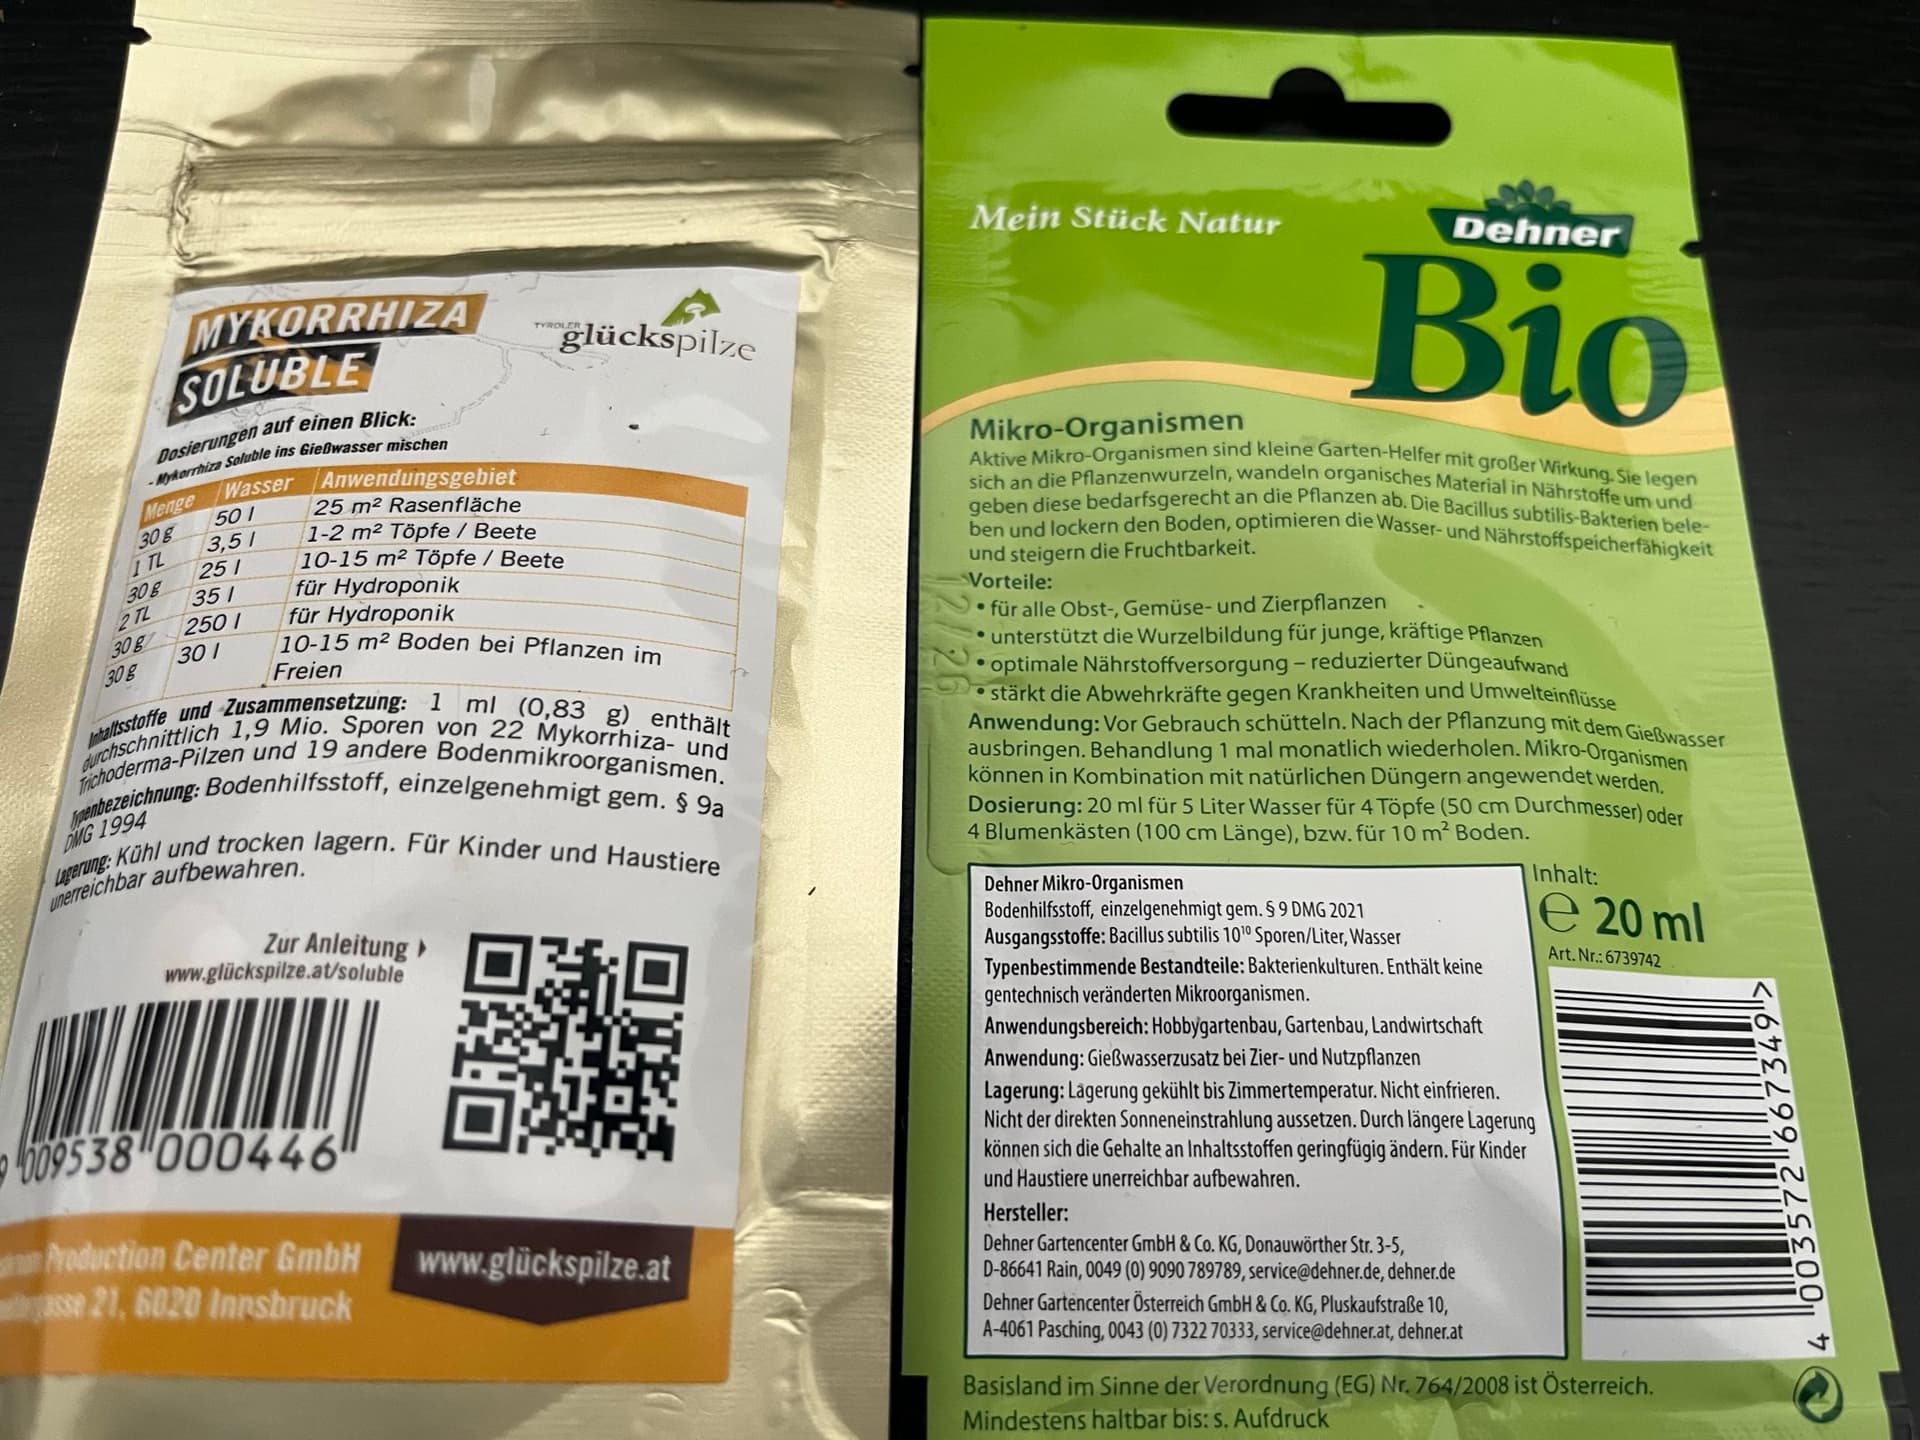 MYKORRHIZA
SOLUBLE
TYROLER
glückspilze
Dosierungen auf einen Blick:
- Mykorrhiza Soluble ins Gießwasser mischen
Menge Wasser Anwendungsgebiet
30 g 50 l 25 m² Rasenfläche
1 TL 3,5 l 1-2 m² Töpfe / Beete
30 g 25 l 10-15 m² Töpfe / Beete
2 TL 35 l für Hydroponik
30 g 250 l für Hydroponik
30 g 30 l 10-15 m² Boden bei Pflanzen im
Freien
Inhaltsstoffe und Zusammensetzung: 1 ml (0,83 g) enthält
durchschnittlich 1,9 Mio. Sporen von 22 Mykorrhiza- und
Trichoderma-Pilzen und 19 andere Bodenmikroorganismen.
Typenbezeichnung: Bodenhilfsstoff, einzelgenehmigt gem. § 9a
DMG 1994
Lagerung: Kühl und trocken lagern. Für Kinder und Haustiere
unerreichbar aufbewahren.
Zur Anleitung
www.glückspilze.at/soluble
9 009538 000446
Production Center GmbH
21, 6020 Innsbruck
www.glückspilze.at
Mein Stück Natur
Dehner
Bio
Mikro-Organismen
Aktive Mikro-Organismen sind kleine Garten-Helfer mit großer Wirkung. Sie legen
sich an die Pflanzenwurzeln, wandeln organisches Material in Nährstoffe um und
geben diese bedarfsgerecht an die Pflanzen ab. Die Bacillus subtilis-Bakterien bele-
ben und lockern den Boden, optimieren die Wasser- und Nährstoffspeicherfähigkeit
und steigern die Fruchtbarkeit.
Vorteile:
• für alle Obst-, Gemüse- und Zierpflanzen
• unterstützt die Wurzelbildung für junge, kräftige Pflanzen
• optimale Nährstoffversorgung – reduzierter Düngeaufwand
• stärkt die Abwehrkräfte gegen Krankheiten und Umwelteinflüsse
Anwendung: Vor Gebrauch schütteln. Nach der Pflanzung mit dem Gießwasser
ausbringen. Behandlung 1 mal monatlich wiederholen. Mikro-Organismen
können in Kombination mit natürlichen Düngern angewendet werden.
Dosierung: 20 ml für 5 Liter Wasser für 4 Töpfe (50 cm Durchmesser) oder
4 Blumenkästen (100 cm Länge), bzw. für 10 m² Boden.
Dehner Mikro-Organismen
Bodenhilfsstoff, einzelgenehmigt gem. § 9 DMG 2021
Ausgangsstoffe: Bacillus subtilis 10¹⁰ Sporen/Liter, Wasser
Typenbestimmende Bestandteile: Bakterienkulturen. Enthält keine
gentechnisch veränderten Mikroorganismen.
Anwendungsbereich: Hobbygartenbau, Gartenbau, Landwirtschaft
Anwendung: Gießwasserzusatz bei Zier- und Nutzpflanzen
Lagerung: Lagerung gekühlt bis Zimmertemperatur. Nicht einfrieren.
Nicht der direkten Sonneneinstrahlung aussetzen. Durch längere Lagerung
können sich die Gehalte an Inhaltsstoffen geringfügig ändern. Für Kinder
und Haustiere unerreichbar aufbewahren.
Hersteller:
Dehner Gartencenter GmbH & Co. KG, Donauwörther Str. 3-5,
D-86641 Rain, 0049 (0) 9090 789789, service@dehner.de, dehner.de
Dehner Gartencenter Österreich GmbH & Co. KG, Pluskaufstraße 10,
A-4061 Pasching, 0043 (0) 7322 70333, service@dehner.at, dehner.at
Inhalt:
℮ 20 ml
Art. Nr.: 6739742
4 003572 667349 >
Basisland im Sinne der Verordnung (EG) Nr. 764/2008 ist Österreich.
Mindestens haltbar bis: s. Aufdruck